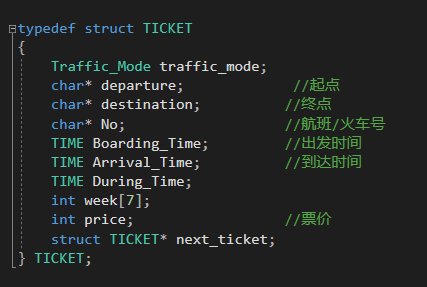 typedef struct TICKET
{
Traffic_Mode traffic_mode;
char* departure; //起点
char* destination; //终点
char* No; //航班/火车号
TIME Boarding_Time; //出发时间
TIME Arrival_Time; //到达时间
TIME During_Time;
int week[7];
int price; //票价
struct TICKET* next_ticket;
} TICKET;